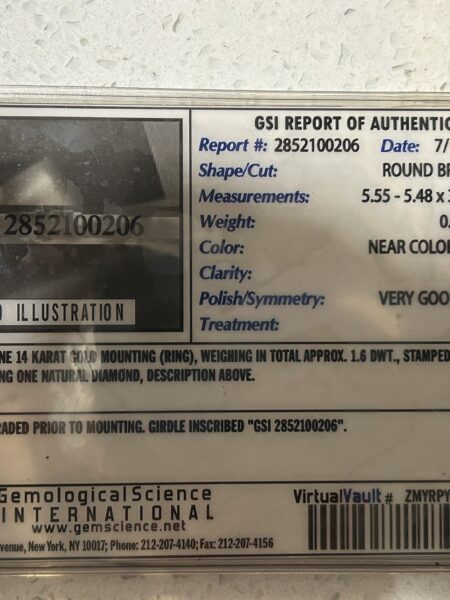 GSI REPORT OF AUTHENTIC
Report #: 2852100206 Date: 7/
Shape/Cut: ROUND BR
Measurements: 5.55 - 5.48 x 3
Weight: 0.
Color: NEAR COLOR
Clarity:
Polish/Symmetry: VERY GOO
Treatment:
2852100206
ILLUSTRATION
NE 14 KARAT GOLD MOUNTING (RING), WEIGHING IN TOTAL APPROX. 1.6 DWT., STAMPED
NG ONE NATURAL DIAMOND, DESCRIPTION ABOVE.
ADED PRIOR TO MOUNTING. GIRDLE INSCRIBED "GSI 2852100206".
GemologicalScience
INTERNATIONAL
www.gemscience.net
venue, New York, NY 10017; Phone: 212-207-4140; Fax: 212-207-4156
VirtualVault # ZMYRPY